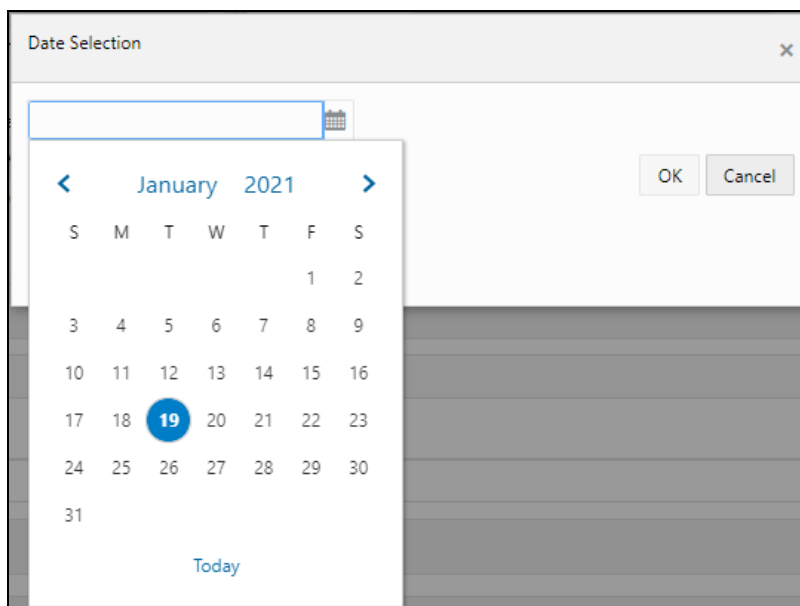 Date Selection
OK Cancel
January 2021
S M T W T F S
1 2
3 4 5 6 7 8 9
10 11 12 13 14 15 16
17 18 19 20 21 22 23
24 25 26 27 28 29 30
31
Today